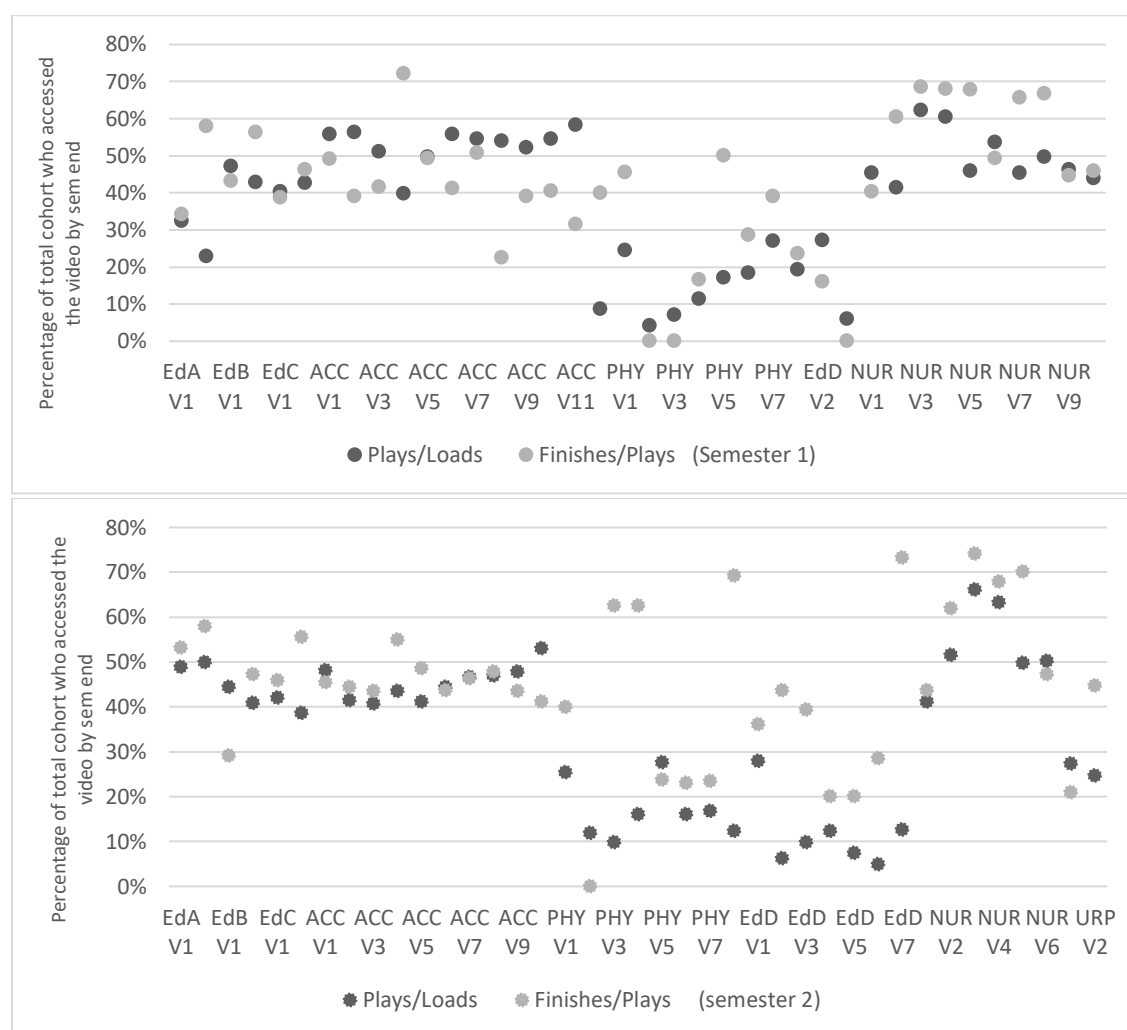 Percentage of total cohort who accessed
the video by sem end
80%
70%
60%
50%
40%
30%
20%
10%
0%
EdA EdB EdC ACC ACC ACC ACC ACC ACC PHY PHY PHY PHY EdD NUR NUR NUR NUR NUR
V1 V1 V1 V1 V3 V5 V7 V9 V11 V1 V3 V5 V7 V2 V1 V3 V5 V7 V9
Plays/Loads Finishes/Plays (Semester 1)
Percentage of total cohort who accessed the
video by sem end
80%
70%
60%
50%
40%
30%
20%
10%
0%
EdA EdB EdC ACC ACC ACC ACC ACC PHY PHY PHY PHY EdD EdD EdD EdD NUR NUR NUR URP
V1 V1 V1 V1 V3 V5 V7 V9 V1 V3 V5 V7 V1 V3 V5 V7 V2 V4 V6 V2
Plays/Loads Finishes/Plays (semester 2)